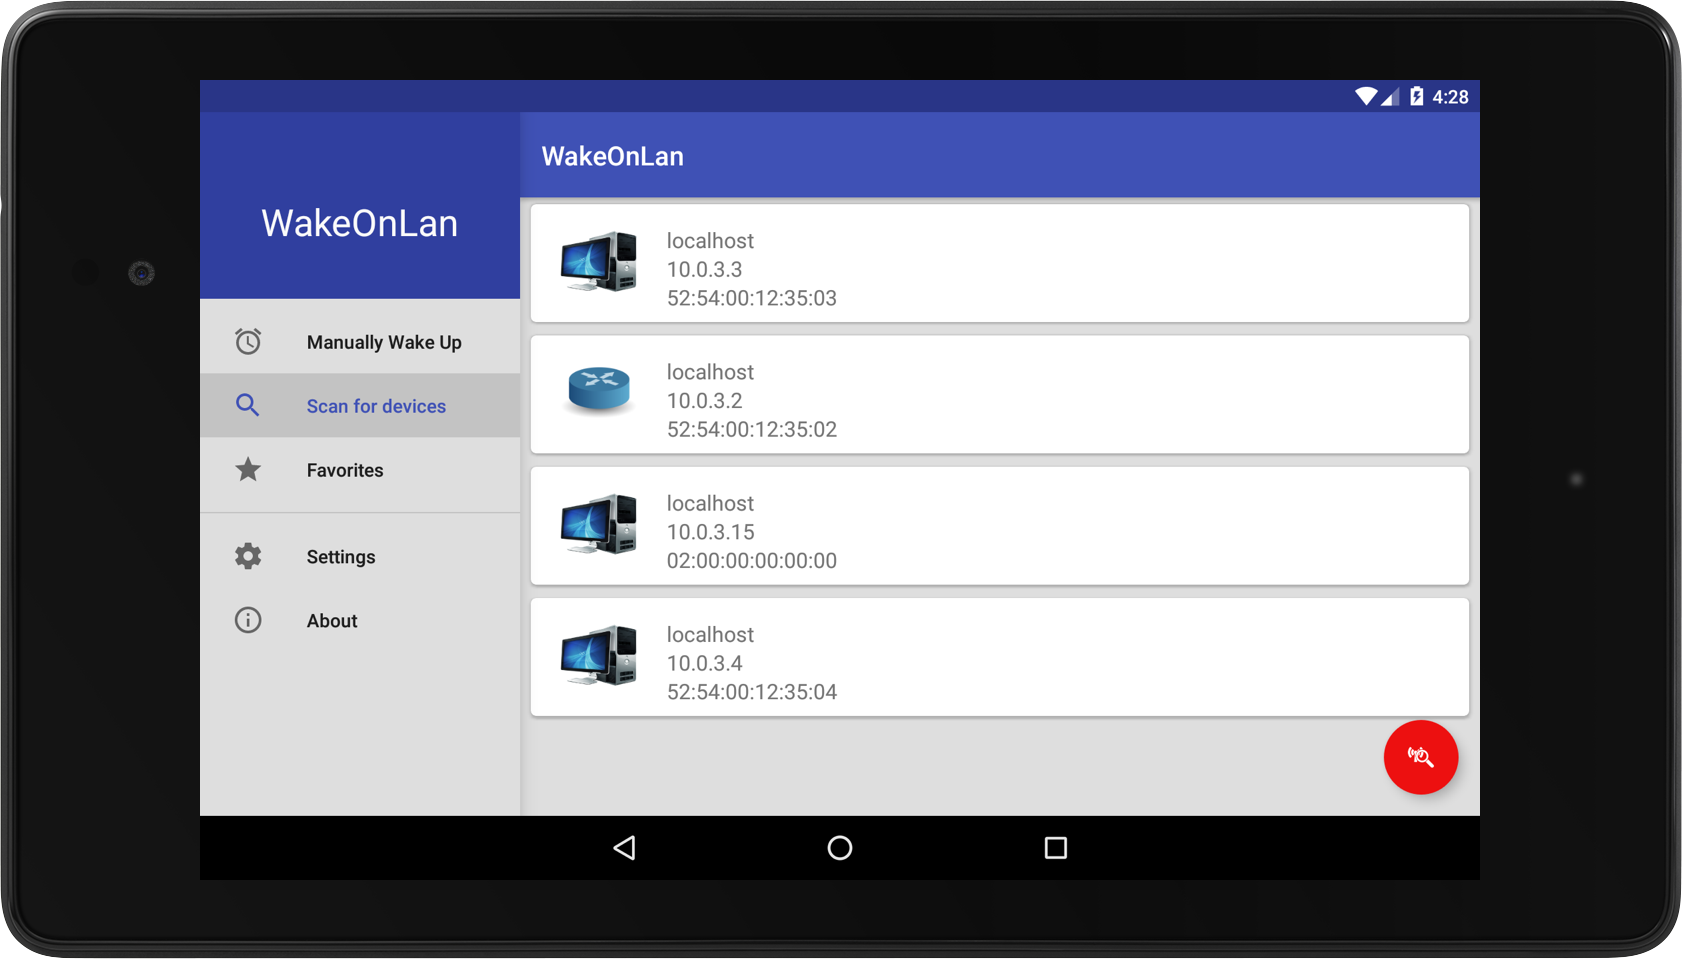 4:28
WakeOnLan
WakeOnLan
Manually Wake Up
Scan for devices
Favorites
Settings
About
localhost
10.0.3.3
52:54:00:12:35:03
localhost
10.0.3.2
52:54:00:12:35:02
localhost
10.0.3.15
02:00:00:00:00:00
localhost
10.0.3.4
52:54:00:12:35:04